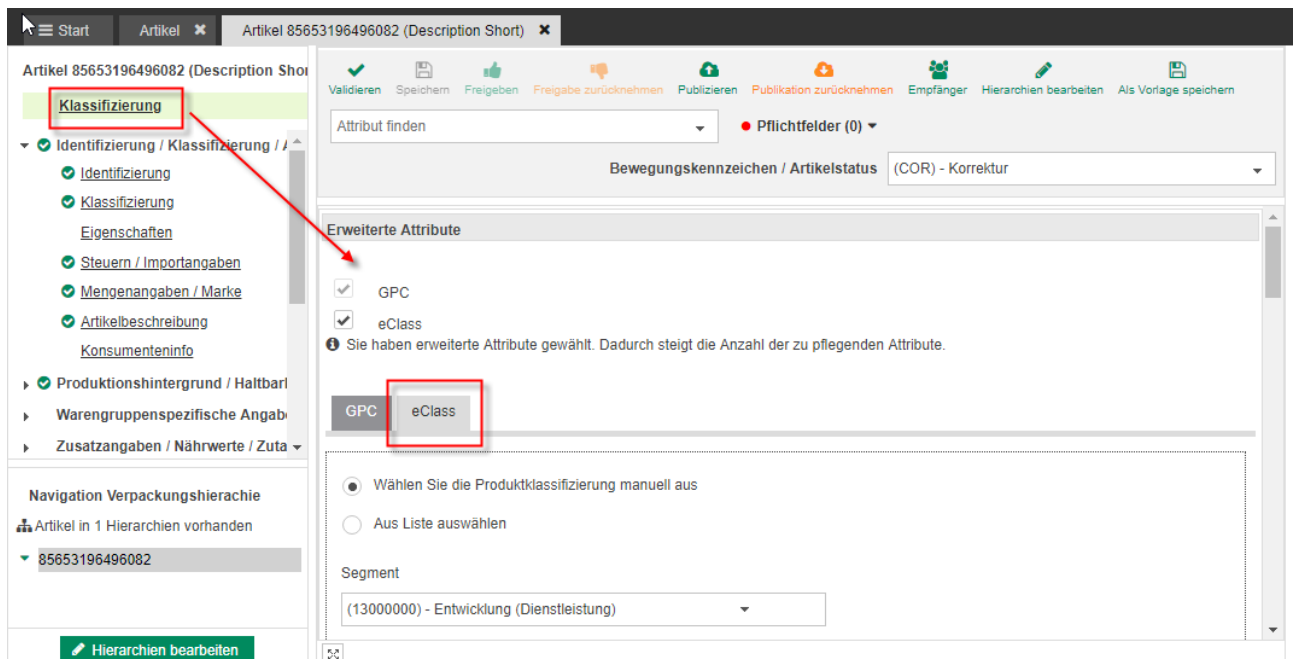 Start
Artikel
Artikel 85653196496082 (Description Short)
Artikel 85653196496082 (Description Shor
Klassifizierung
Identifizierung / Klassifizierung / A
Identifizierung
Klassifizierung
Eigenschaften
Steuern / Importangaben
Mengenangaben / Marke
Artikelbeschreibung
Konsumenteninfo
Produktionshintergrund / Haltbarl
Warengruppenspezifische Angab
Zusatzangaben / Nährwerte / Zuta
Navigation Verpackungshierachie
Artikel in 1 Hierarchien vorhanden
85653196496082
Hierarchien bearbeiten
Validieren Speichern Freigeben Freigabe zurücknehmen Publizieren Publikation zurücknehmen Empfänger Hierarchien bearbeiten Als Vorlage speichern
Attribut finden
Pflichtfelder (0)
Bewegungskennzeichen / Artikelstatus (COR) - Korrektur
Erweiterte Attribute
GPC
eClass
Sie haben erweiterte Attribute gewählt. Dadurch steigt die Anzahl der zu pflegenden Attribute.
GPC eClass
Wählen Sie die Produktklassifizierung manuell aus
Aus Liste auswählen
Segment
(13000000) - Entwicklung (Dienstleistung)